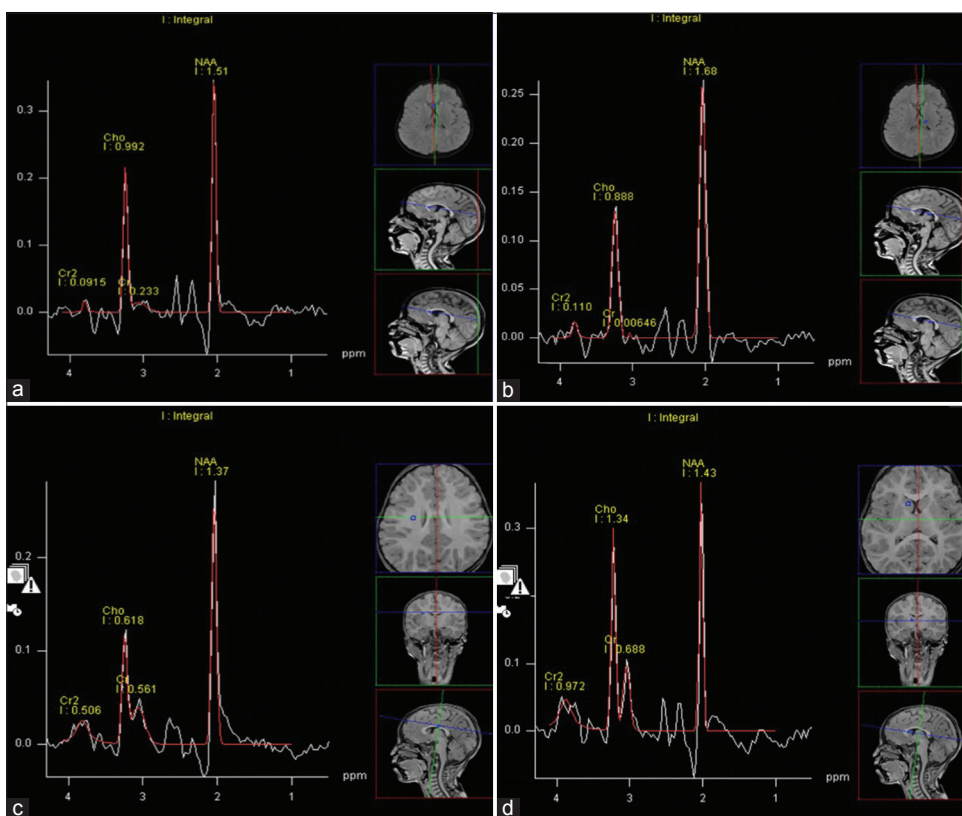 I : Integral
NAA
I : 1.51
Cho
I : 0.992
Cr2
I : 0.0915
Cr
I : 0.233
0.3
0.2
0.1
0.0
4 3 2 1
ppm
a
I : Integral
NAA
I : 1.68
Cho
I : 0.888
Cr2
I : 0.110
Cr
I : 0.00646
0.25
0.20
0.15
0.10
0.05
0.00
4 3 2 1
ppm
b
I : Integral
NAA
I : 1.37
Cho
I : 0.618
Cr2
I : 0.506
Cr
I : 0.561
0.2
0.1
0.0
4 3 2 1
ppm
c
I : Integral
NAA
I : 1.43
Cho
I : 1.34
Cr2
I : 0.972
Cr
I : 0.688
0.3
0.1
0.0
4 3 2 1
ppm
d